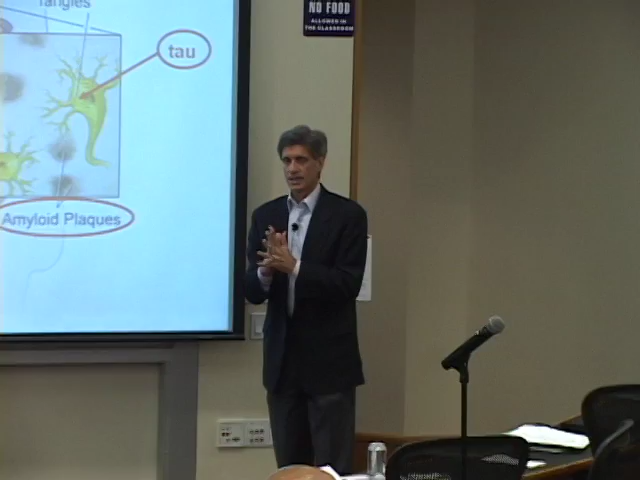 Tangles
tau
Amyloid Plaques
NO FOOD
ALLOWED IN
THE CLASSROOM